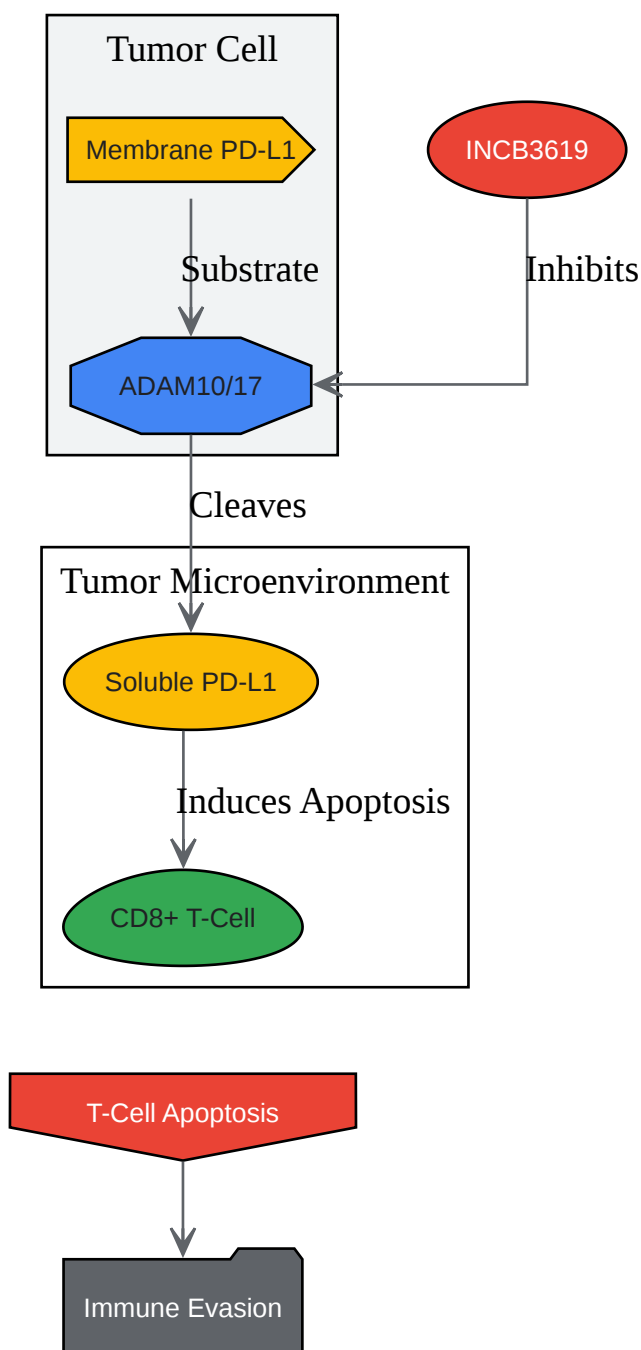 Tumor Cell
Membrane PD-L1
INCB3619
Substrate
Inhibits
ADAM10/17
Cleaves
Tumor Microenvironment
Soluble PD-L1
Induces Apoptosis
CD8+ T-Cell
T-Cell Apoptosis
Immune Evasion